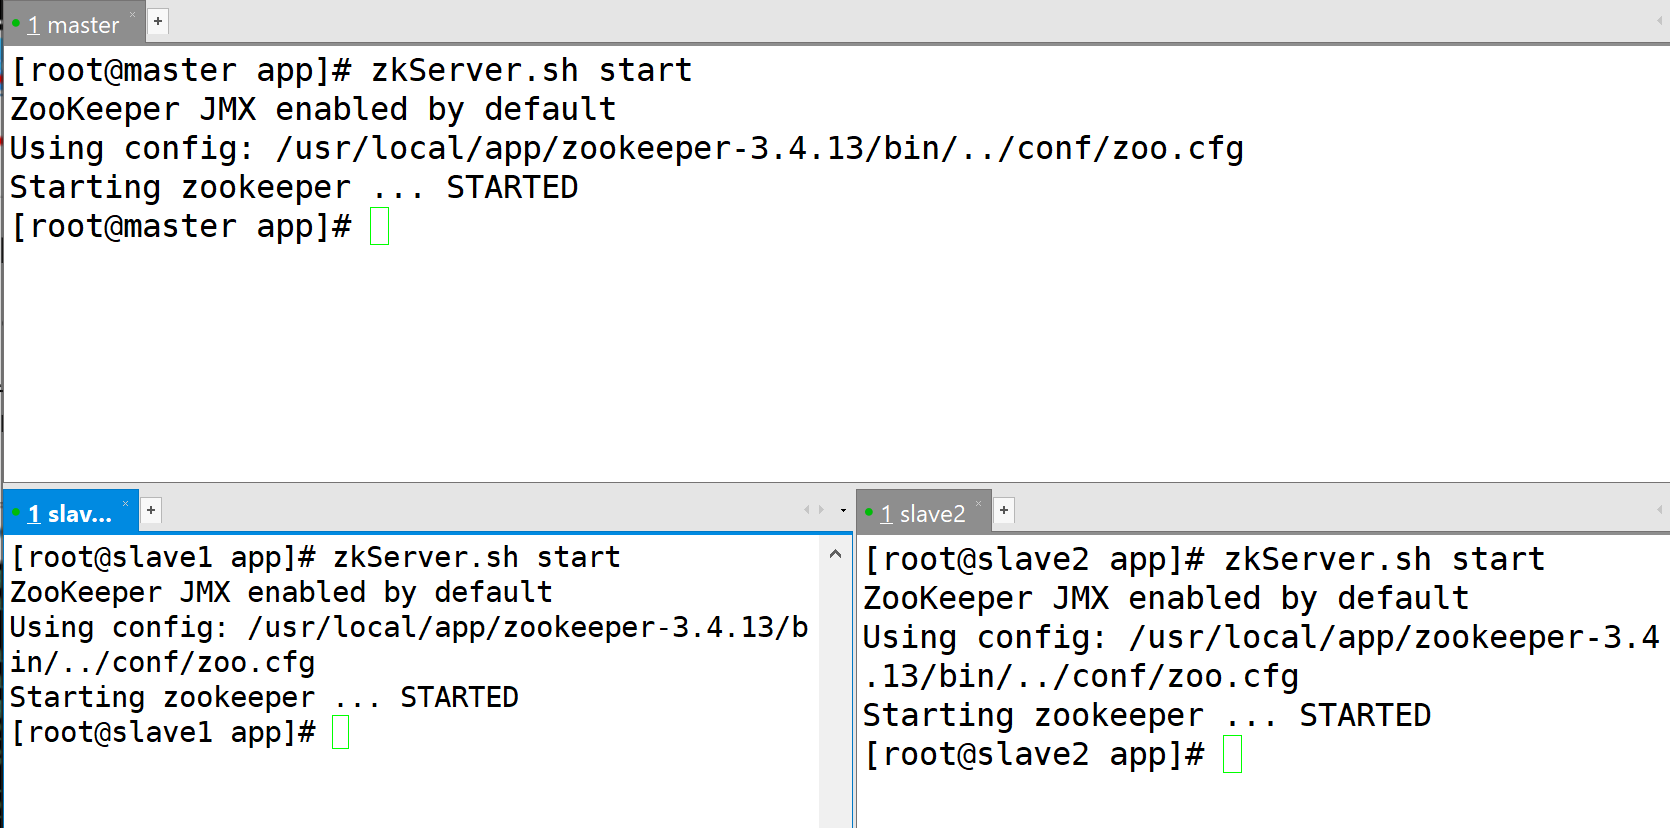 1 master
[root@master app]# zkServer.sh start
ZooKeeper JMX enabled by default
Using config: /usr/local/app/zookeeper-3.4.13/bin/../conf/zoo.cfg
Starting zookeeper ... STARTED
[root@master app]#
1 slav...
[root@slave1 app]# zkServer.sh start
ZooKeeper JMX enabled by default
Using config: /usr/local/app/zookeeper-3.4.13/b
in/../conf/zoo.cfg
Starting zookeeper ... STARTED
[root@slave1 app]#
1 slave2
[root@slave2 app]# zkServer.sh start
ZooKeeper JMX enabled by default
Using config: /usr/local/app/zookeeper-3.4
.13/bin/../conf/zoo.cfg
Starting zookeeper ... STARTED
[root@slave2 app]#